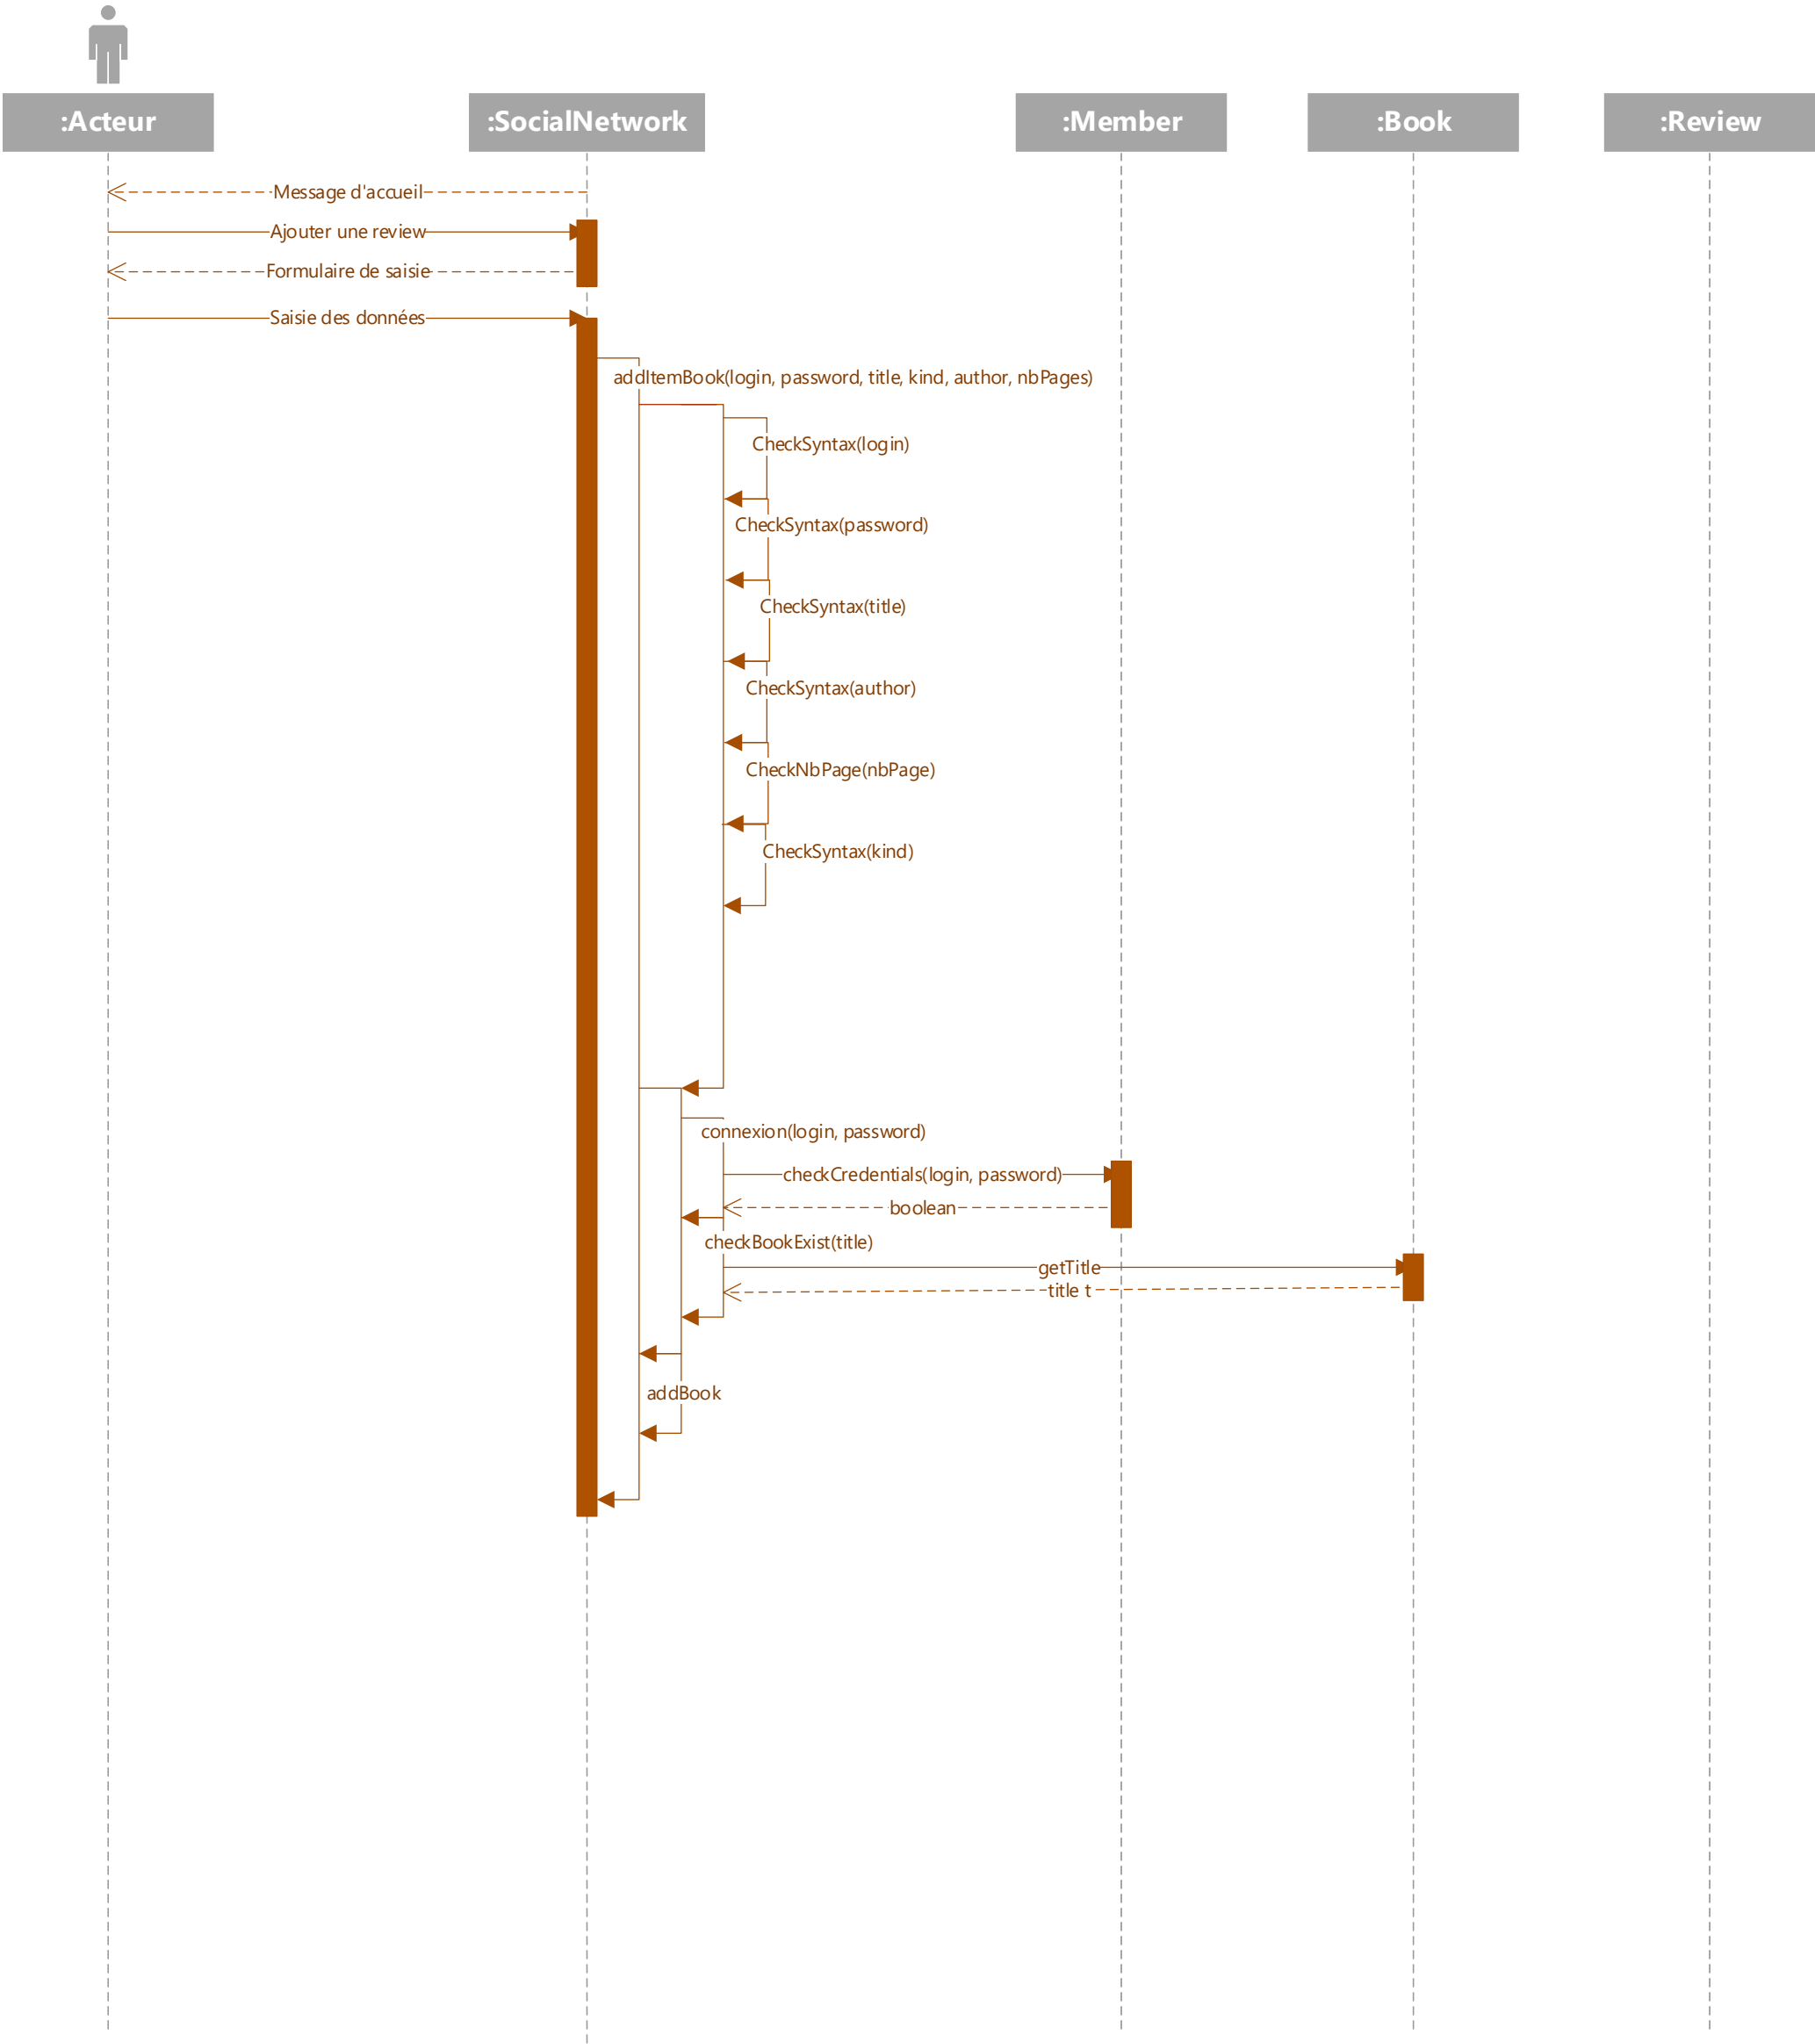 :Acteur
:SocialNetwork
:Member
:Book
:Review
Message d'accueil
Ajouter une review
Formulaire de saisie
Saisie des données
addItemBook(login, password, title, kind, author, nbPages)
CheckSyntax(login)
CheckSyntax(password)
CheckSyntax(title)
CheckSyntax(author)
CheckNbPage(nbPage)
CheckSyntax(kind)
connexion(login, password)
checkCredentials(login, password)
boolean
checkBookExist(title)
getTitle
title t
addBook